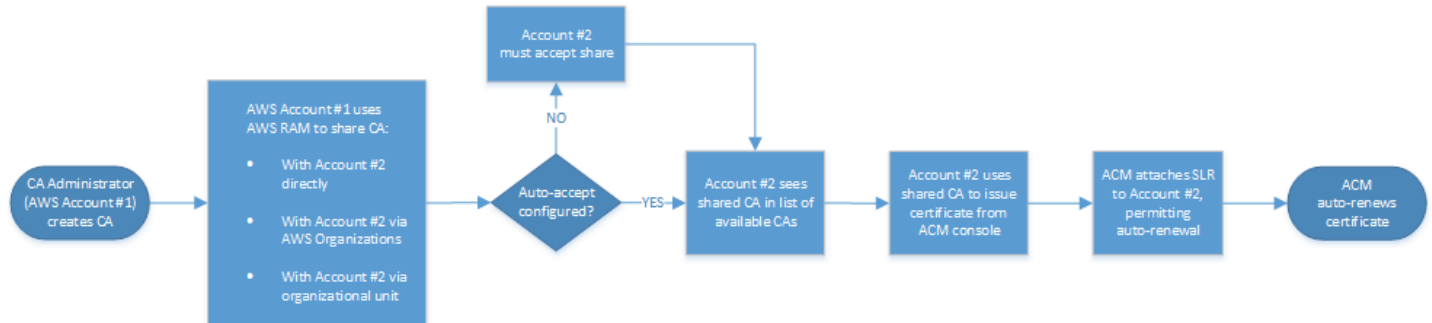 CA Administrator
(AWS Account #1)
creates CA
AWS Account #1 uses
AWS RAM to share CA:
• With Account #2
directly
• With Account #2 via
AWS Organizations
• With Account #2 via
organizational unit
Auto-accept
configured?
NO
Account #2
must accept share
YES
Account #2 sees
shared CA in list of
available CAs
Account #2 uses
shared CA to issue
certificate from
ACM console
ACM attaches SLR
to Account #2,
permitting
auto-renewal
ACM
auto-renews
certificate